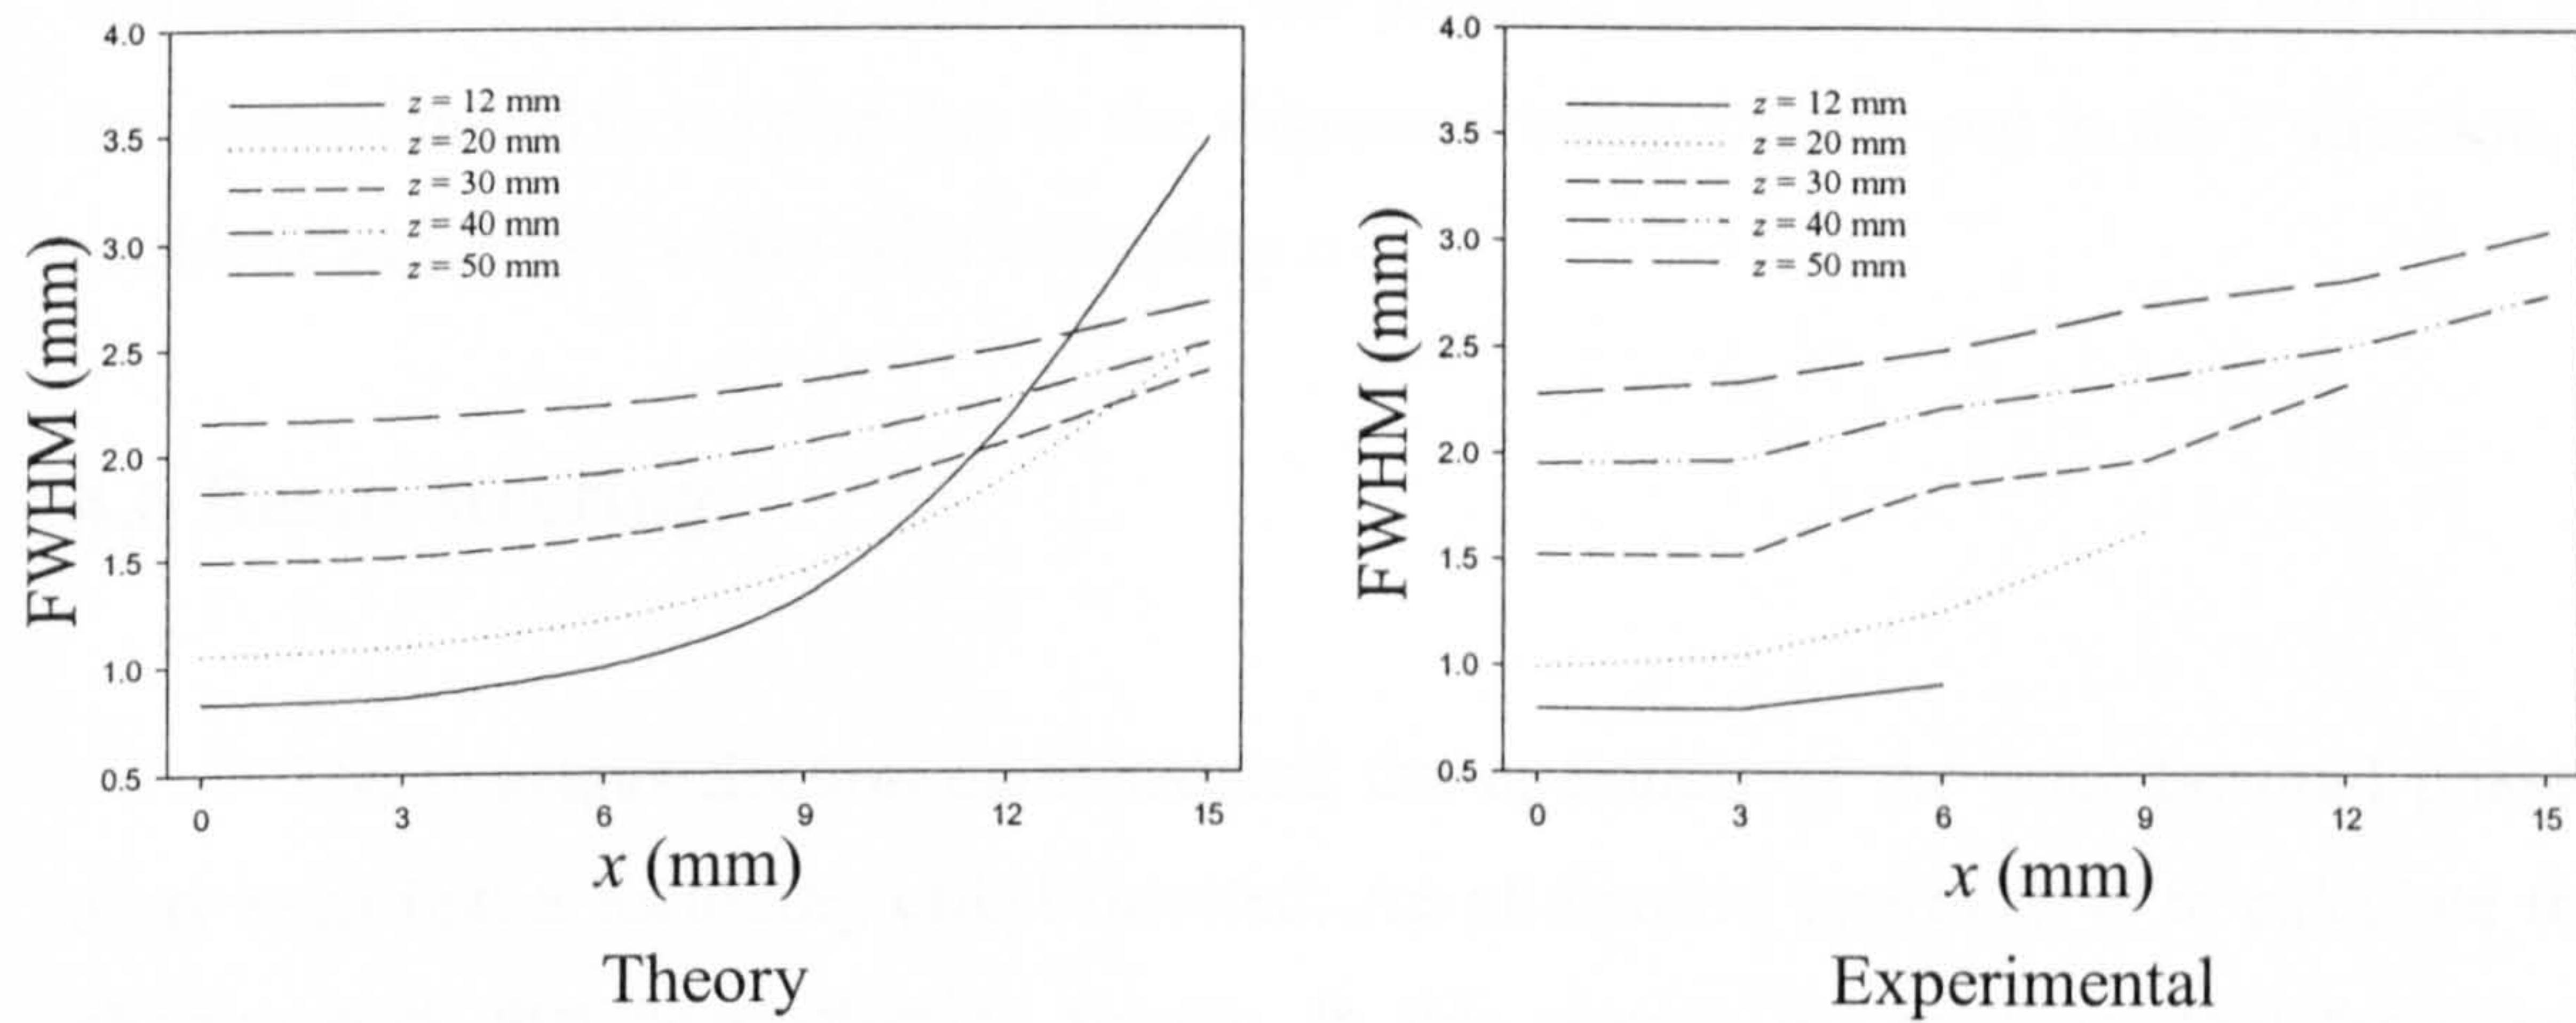 4.0
3.5
3.0
2.5
2.0
1.5
1.0
0.5
FWHM (mm)
z = 12 mm
z = 20 mm
z = 30 mm
z = 40 mm
z = 50 mm
0 3 6 9 12 15
x (mm)
Theory
4.0
3.5
3.0
2.5
2.0
1.5
1.0
0.5
FWHM (mm)
z = 12 mm
z = 20 mm
z = 30 mm
z = 40 mm
z = 50 mm
0 3 6 9 12 15
x (mm)
Experimental